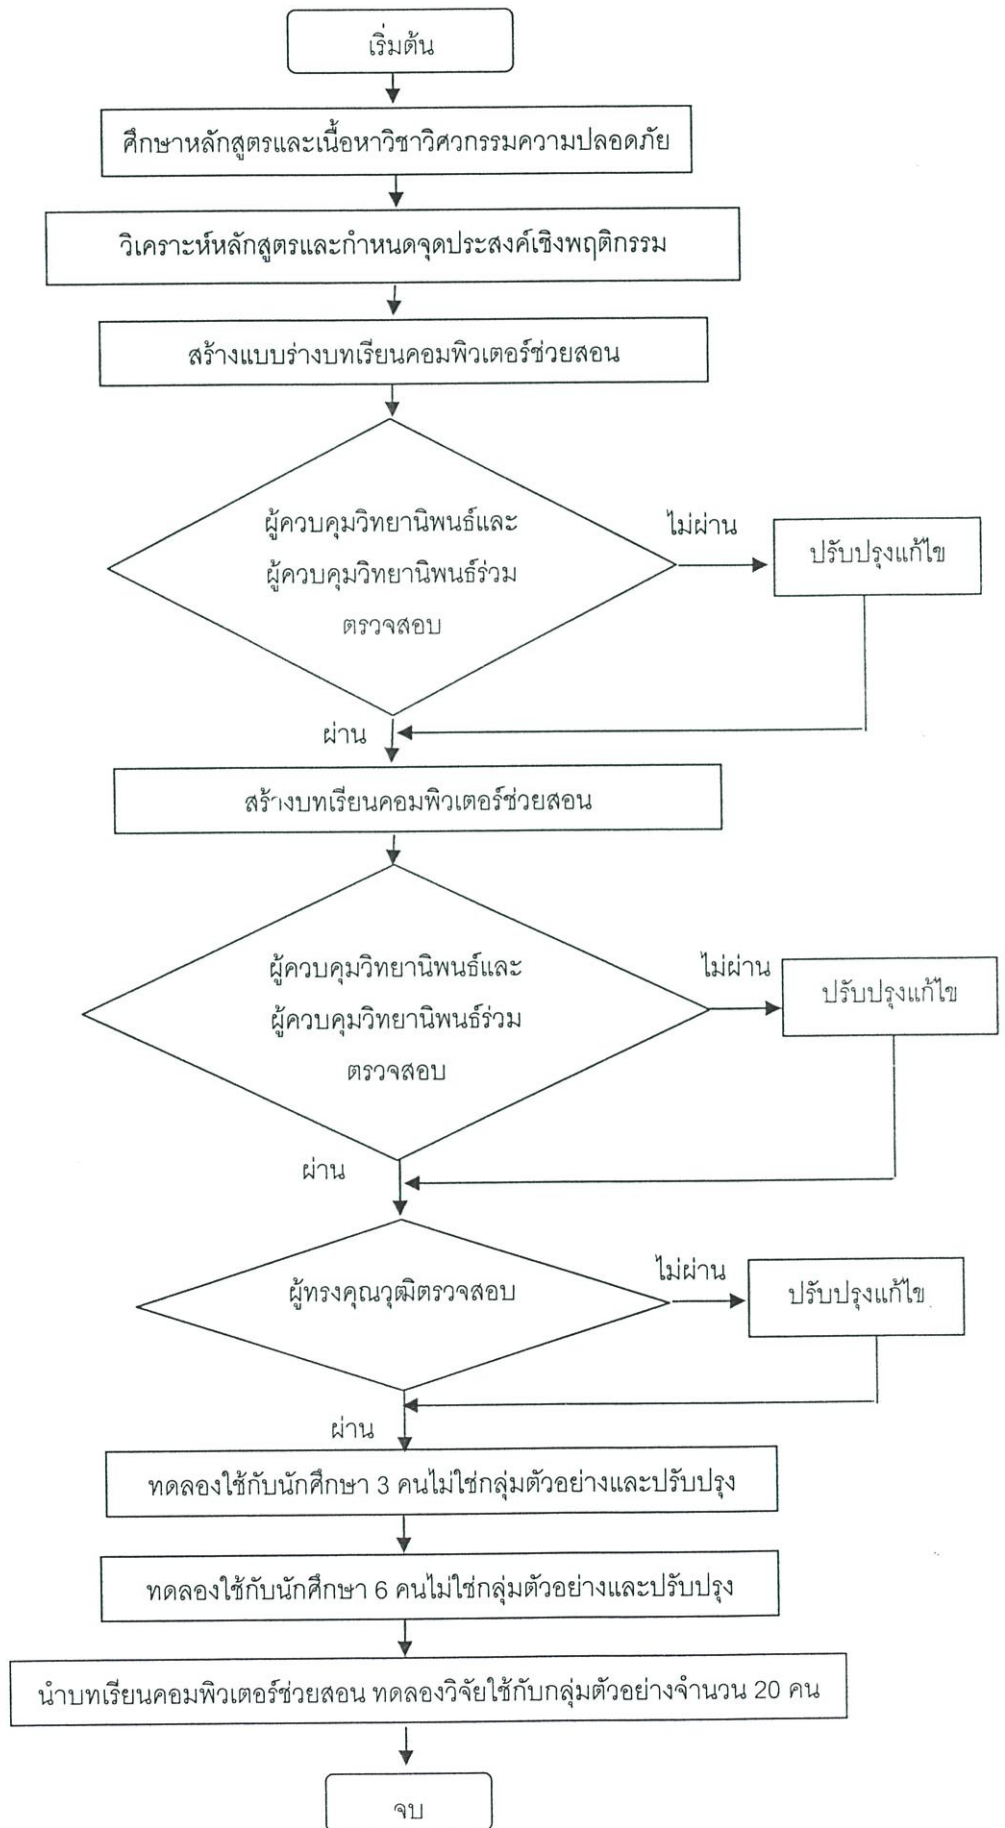 เริ่มต้น
ศึกษาหลักสูตรและเนื้อหาวิชาวิศวกรรมความปลอดภัย
วิเคราะห์หลักสูตรและกำหนดจุดประสงค์เชิงพฤติกรรม
สร้างแบบร่างบทเรียนคอมพิวเตอร์ช่วยสอน
ผู้ควบคุมวิทยานิพนธ์และ
ผู้ควบคุมวิทยานิพนธ์ร่วม
ตรวจสอบ
ไม่ผ่าน
ปรับปรุงแก้ไข
ผ่าน
สร้างบทเรียนคอมพิวเตอร์ช่วยสอน
ผู้ควบคุมวิทยานิพนธ์และ
ผู้ควบคุมวิทยานิพนธ์ร่วม
ตรวจสอบ
ไม่ผ่าน
ปรับปรุงแก้ไข
ผ่าน
ผู้ทรงคุณวุฒิตรวจสอบ
ไม่ผ่าน
ปรับปรุงแก้ไข
ผ่าน
ทดลองใช้กับนักศึกษา 3 คนไม่ใช่กลุ่มตัวอย่างและปรับปรุง
ทดลองใช้กับนักศึกษา 6 คนไม่ใช่กลุ่มตัวอย่างและปรับปรุง
นำบทเรียนคอมพิวเตอร์ช่วยสอน ทดลองวิจัยใช้กับกลุ่มตัวอย่างจำนวน 20 คน
จบ